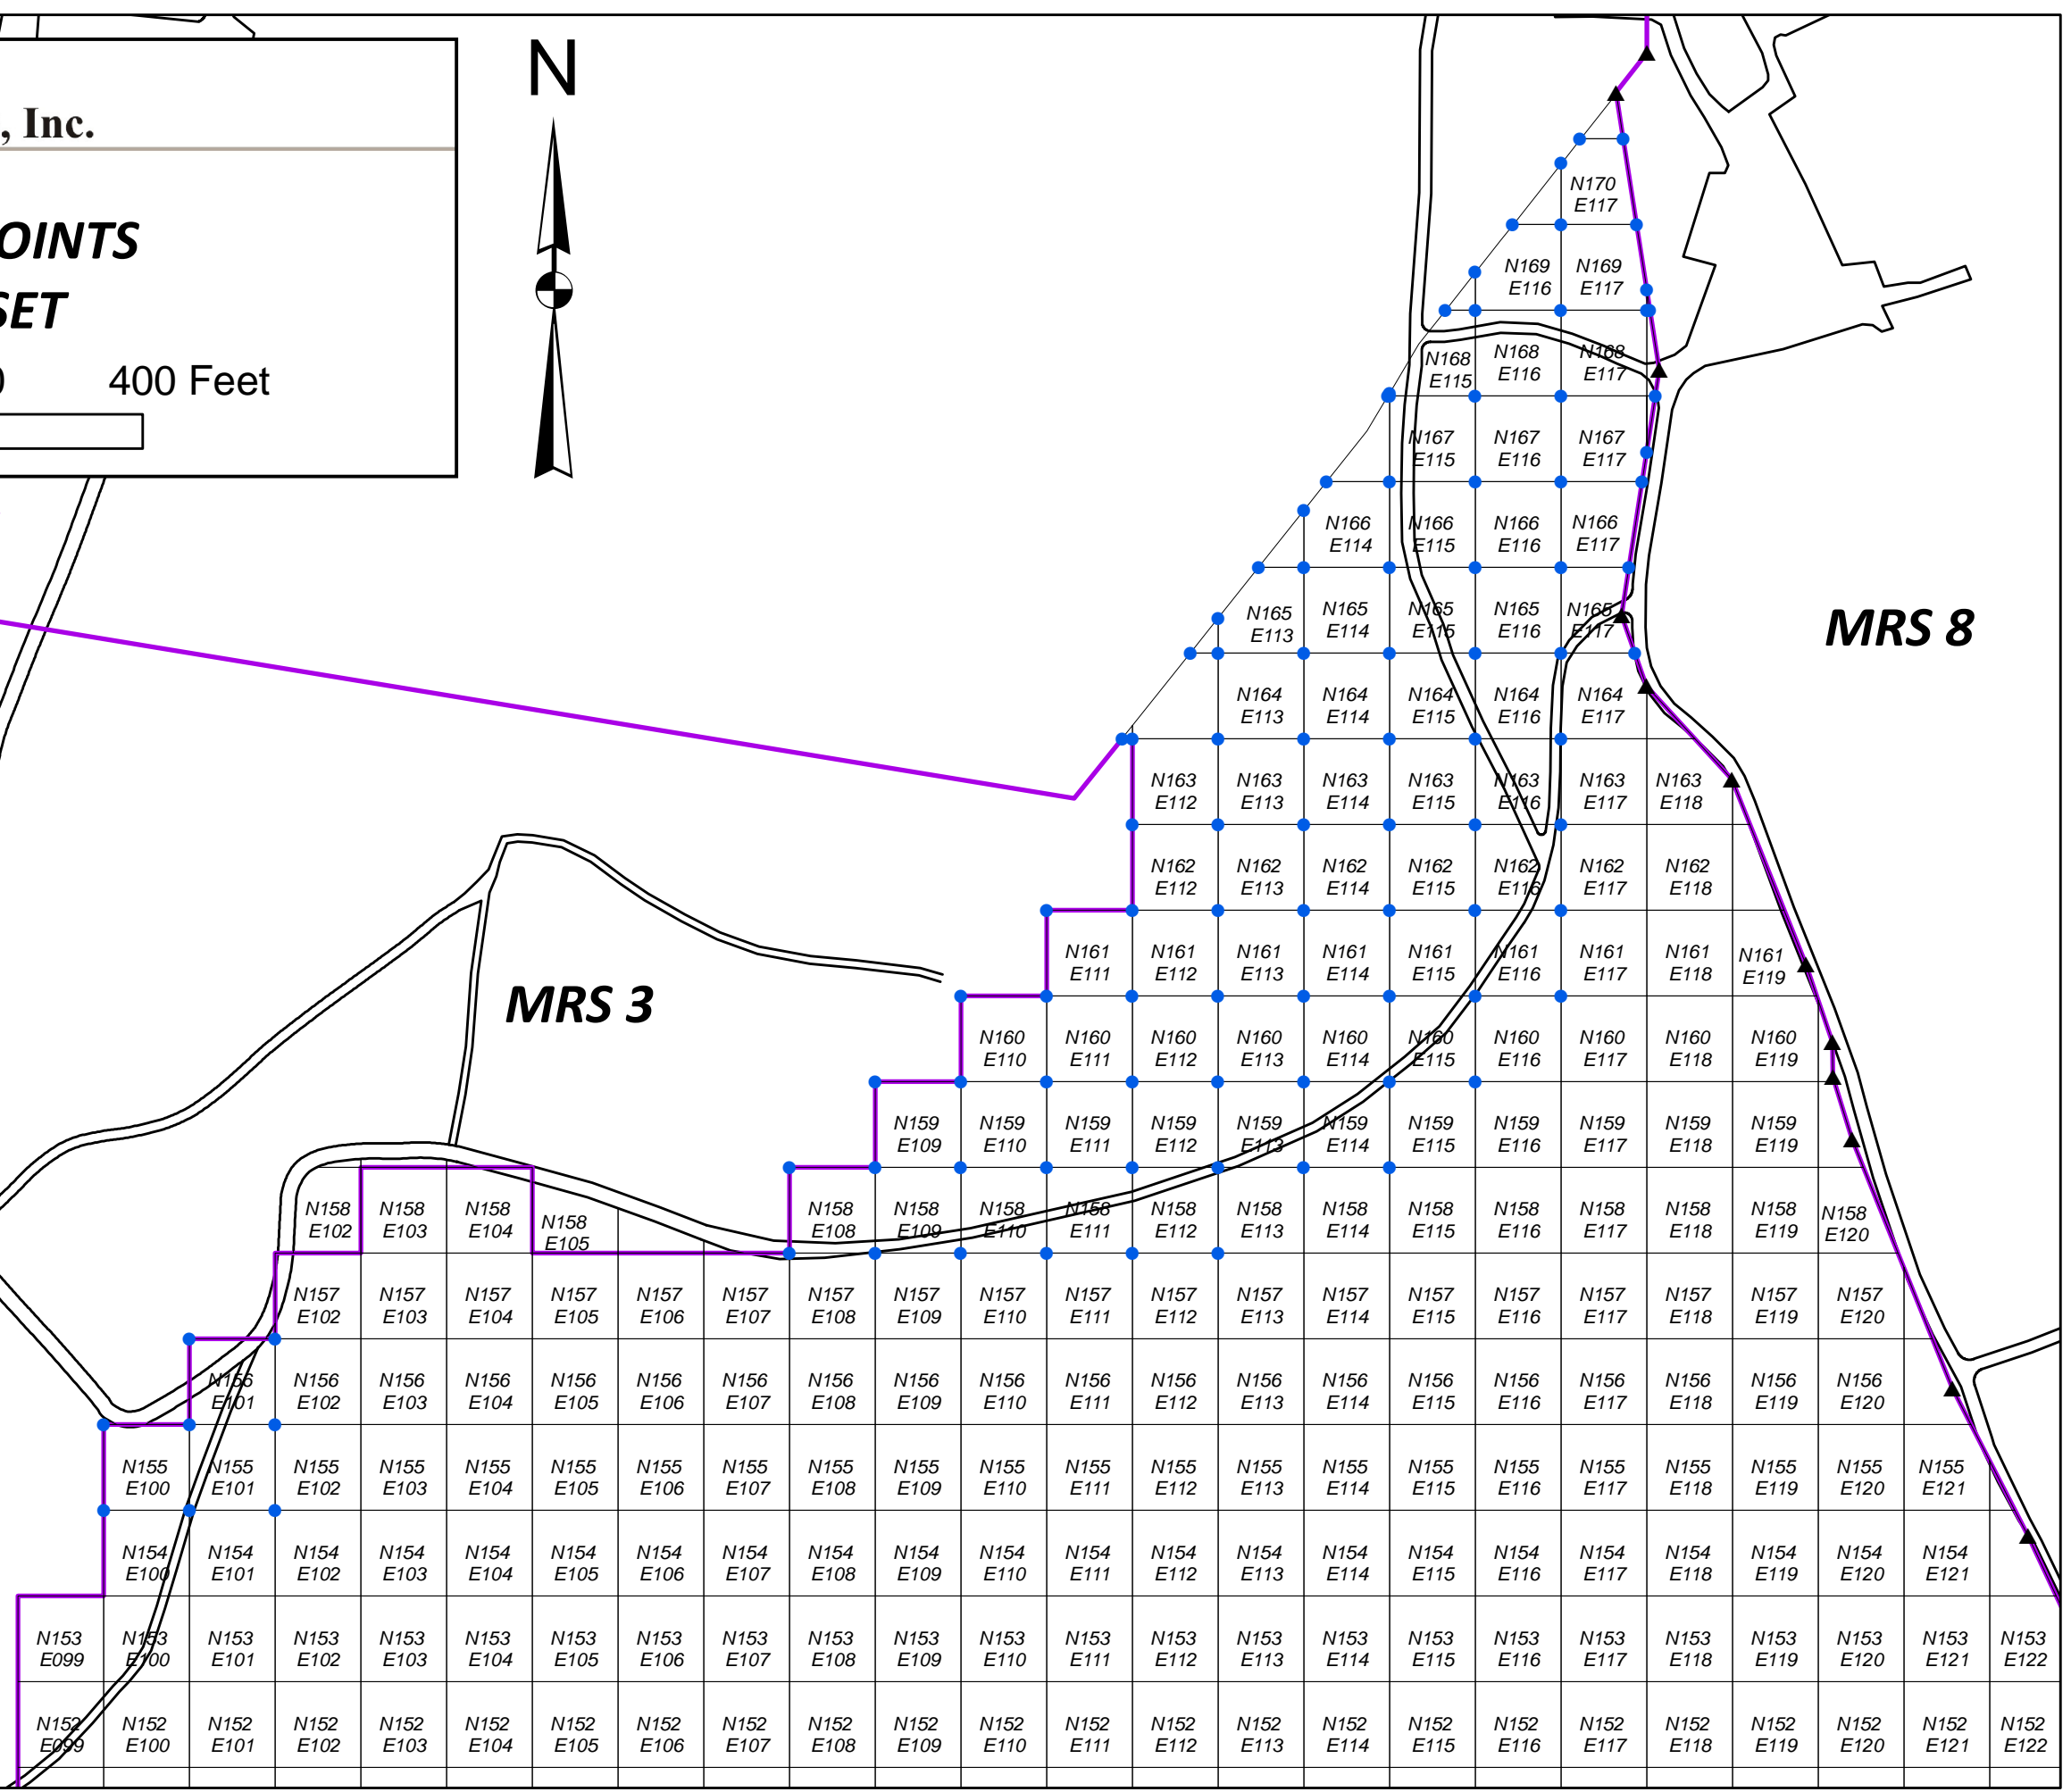 , Inc.
OINTS
SET
0 400 Feet
N
MRS 8
MRS 3
N170
E117
N169 N169
E116 E117
N168 N168 N168
E115 E116 E117
N167 N167 N167
E115 E116 E117
N166 N166 N166 N166
E114 E115 E116 E117
N165 N165 N165 N165 N165
E113 E114 E115 E116 E117
N164 N164 N164 N164 N164
E113 E114 E115 E116 E117
N163 N163 N163 N163 N163 N163 N163
E112 E113 E114 E115 E116 E117 E118
N162 N162 N162 N162 N162 N162 N162
E112 E113 E114 E115 E116 E117 E118
N161 N161 N161 N161 N161 N161 N161 N161 N161
E111 E112 E113 E114 E115 E116 E117 E118 E119
N160 N160 N160 N160 N160 N160 N160 N160 N160 N160
E110 E111 E112 E113 E114 E115 E116 E117 E118 E119
N159 N159 N159 N159 N159 N159 N159 N159 N159 N159 N159
E109 E110 E111 E112 E113 E114 E115 E116 E117 E118 E119
N158 N158 N158 N158 N158 N158 N158 N158 N158 N158 N158 N158 N158 N158 N158 N158 N158
E102 E103 E104 E105 E108 E109 E110 E111 E112 E113 E114 E115 E116 E117 E118 E119 E120
N157 N157 N157 N157 N157 N157 N157 N157 N157 N157 N157 N157 N157 N157 N157 N157 N157 N157 N157
E102 E103 E104 E105 E106 E107 E108 E109 E110 E111 E112 E113 E114 E115 E116 E117 E118 E119 E120
N156 N156 N156 N156 N156 N156 N156 N156 N156 N156 N156 N156 N156 N156 N156 N156 N156 N156 N156 N156
E101 E102 E103 E104 E105 E106 E107 E108 E109 E110 E111 E112 E113 E114 E115 E116 E117 E118 E119 E120
N155 N155 N155 N155 N155 N155 N155 N155 N155 N155 N155 N155 N155 N155 N155 N155 N155 N155 N155 N155 N155 N155
E100 E101 E102 E103 E104 E105 E106 E107 E108 E109 E110 E111 E112 E113 E114 E115 E116 E117 E118 E119 E120 E121
N154 N154 N154 N154 N154 N154 N154 N154 N154 N154 N154 N154 N154 N154 N154 N154 N154 N154 N154 N154 N154 N154
E100 E101 E102 E103 E104 E105 E106 E107 E108 E109 E110 E111 E112 E113 E114 E115 E116 E117 E118 E119 E120 E121
N153 N153 N153 N153 N153 N153 N153 N153 N153 N153 N153 N153 N153 N153 N153 N153 N153 N153 N153 N153 N153 N153 N153 N153
E099 E100 E101 E102 E103 E104 E105 E106 E107 E108 E109 E110 E111 E112 E113 E114 E115 E116 E117 E118 E119 E120 E121 E122
N152 N152 N152 N152 N152 N152 N152 N152 N152 N152 N152 N152 N152 N152 N152 N152 N152 N152 N152 N152 N152 N152 N152 N152
E099 E100 E101 E102 E103 E104 E105 E106 E107 E108 E109 E110 E111 E112 E113 E114 E115 E116 E117 E118 E119 E120 E121 E122